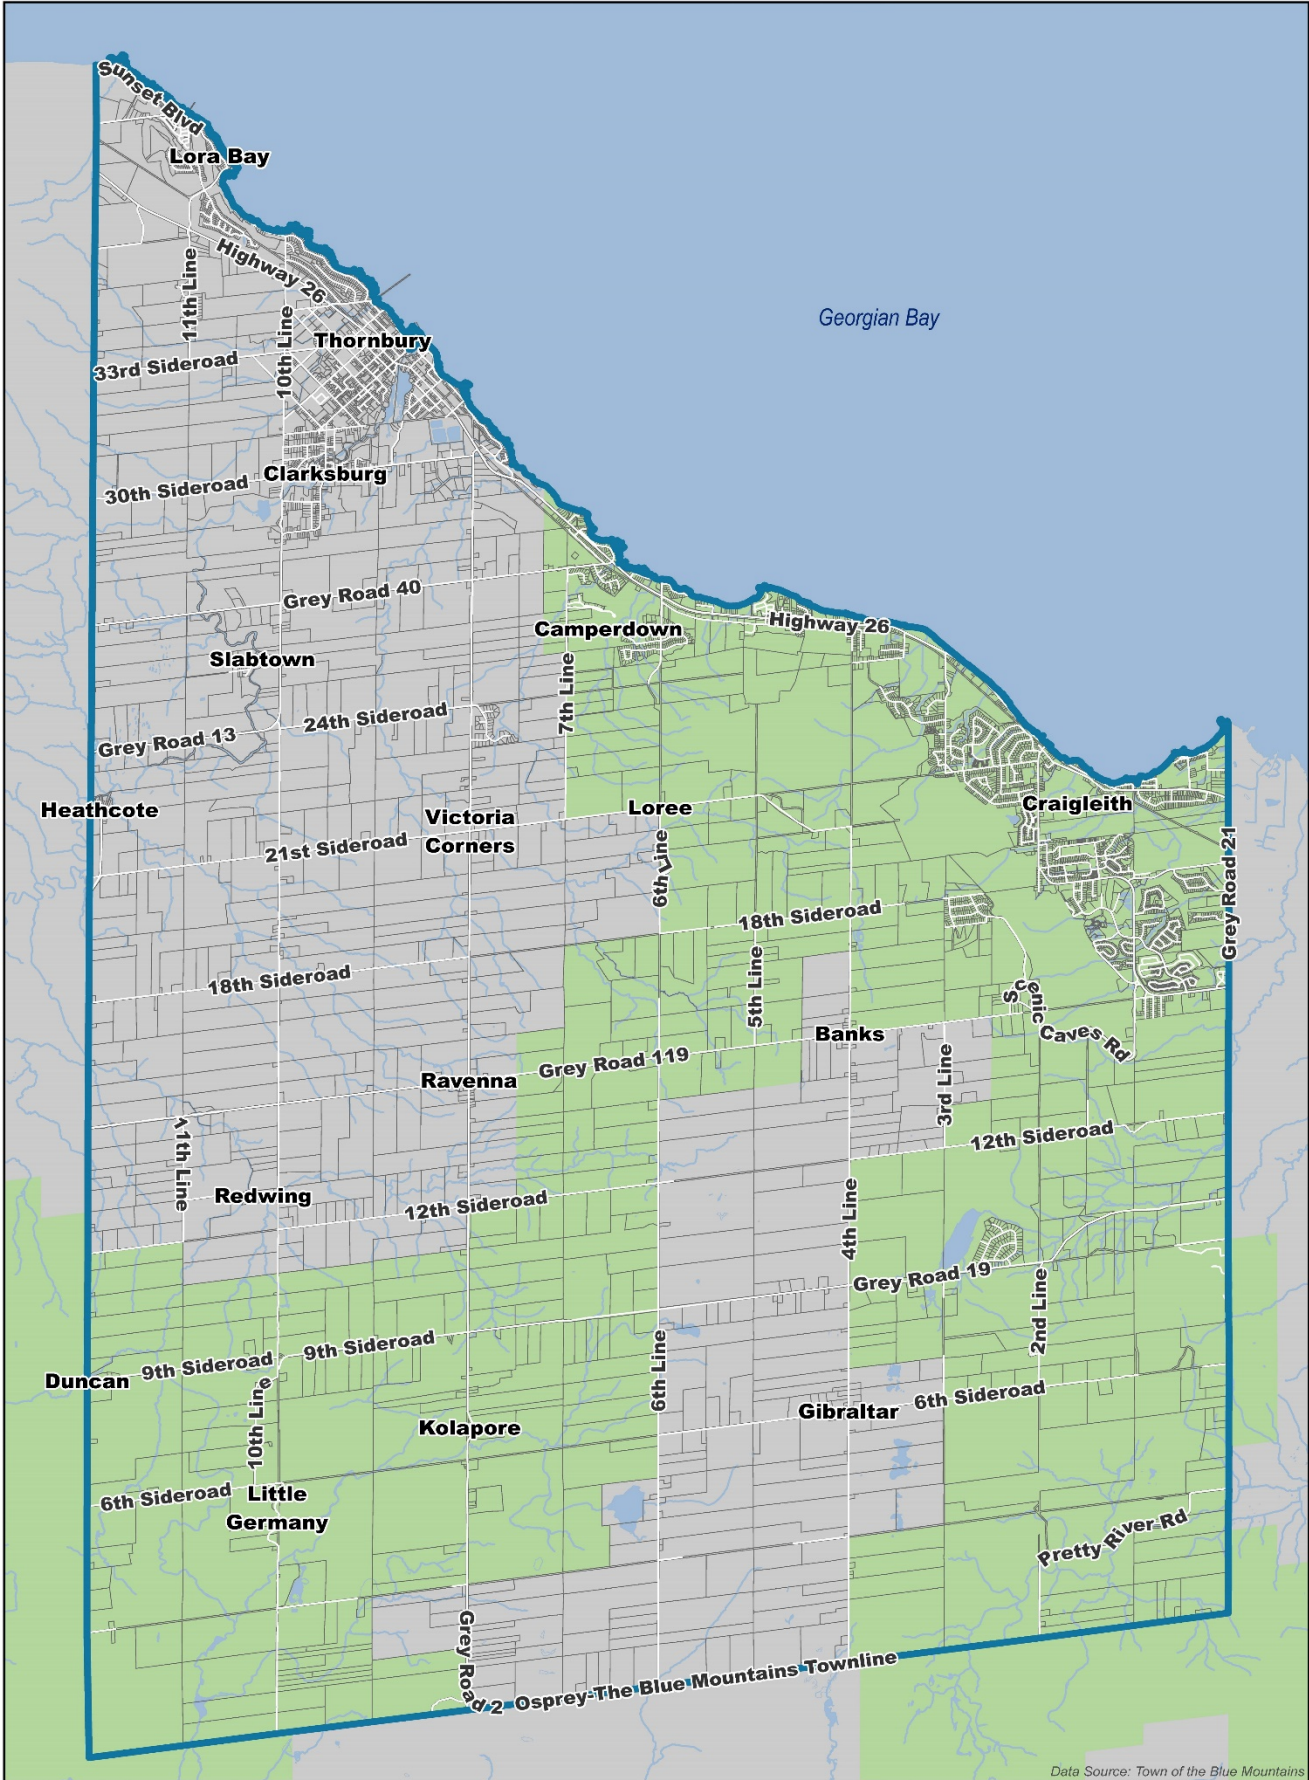 Sunset Blvd
Lora Bay
Highway 26
11th Line
Georgian Bay
10th Line
Thornbury
33rd Sideroad
Clarksburg
30th Sideroad
Grey Road 40
Highway 26
Camperdown
Slabtown
7th Line
24th Sideroad
Grey Road 13
Heathcote
Loree
Craigleith
Victoria
Corners
21st Sideroad
6th Line
Grey Road 21
18th Sideroad
18th Sideroad
5th Line
Scenic
Caves Rd
Banks
Grey Road 119
Ravenna
3rd Line
12th Sideroad
11th Line
Redwing
12th Sideroad
4th Line
Grey Road 19
2nd Line
9th Sideroad
9th Sideroad
6th Line
Duncan
10th Line
6th Sideroad
Gibraltar
Kolapore
6th Sideroad
Little
Germany
Pretty River Rd
Grey Road 2
Osprey-The Blue Mountains Townline
Data Source: Town of the Blue Mountains